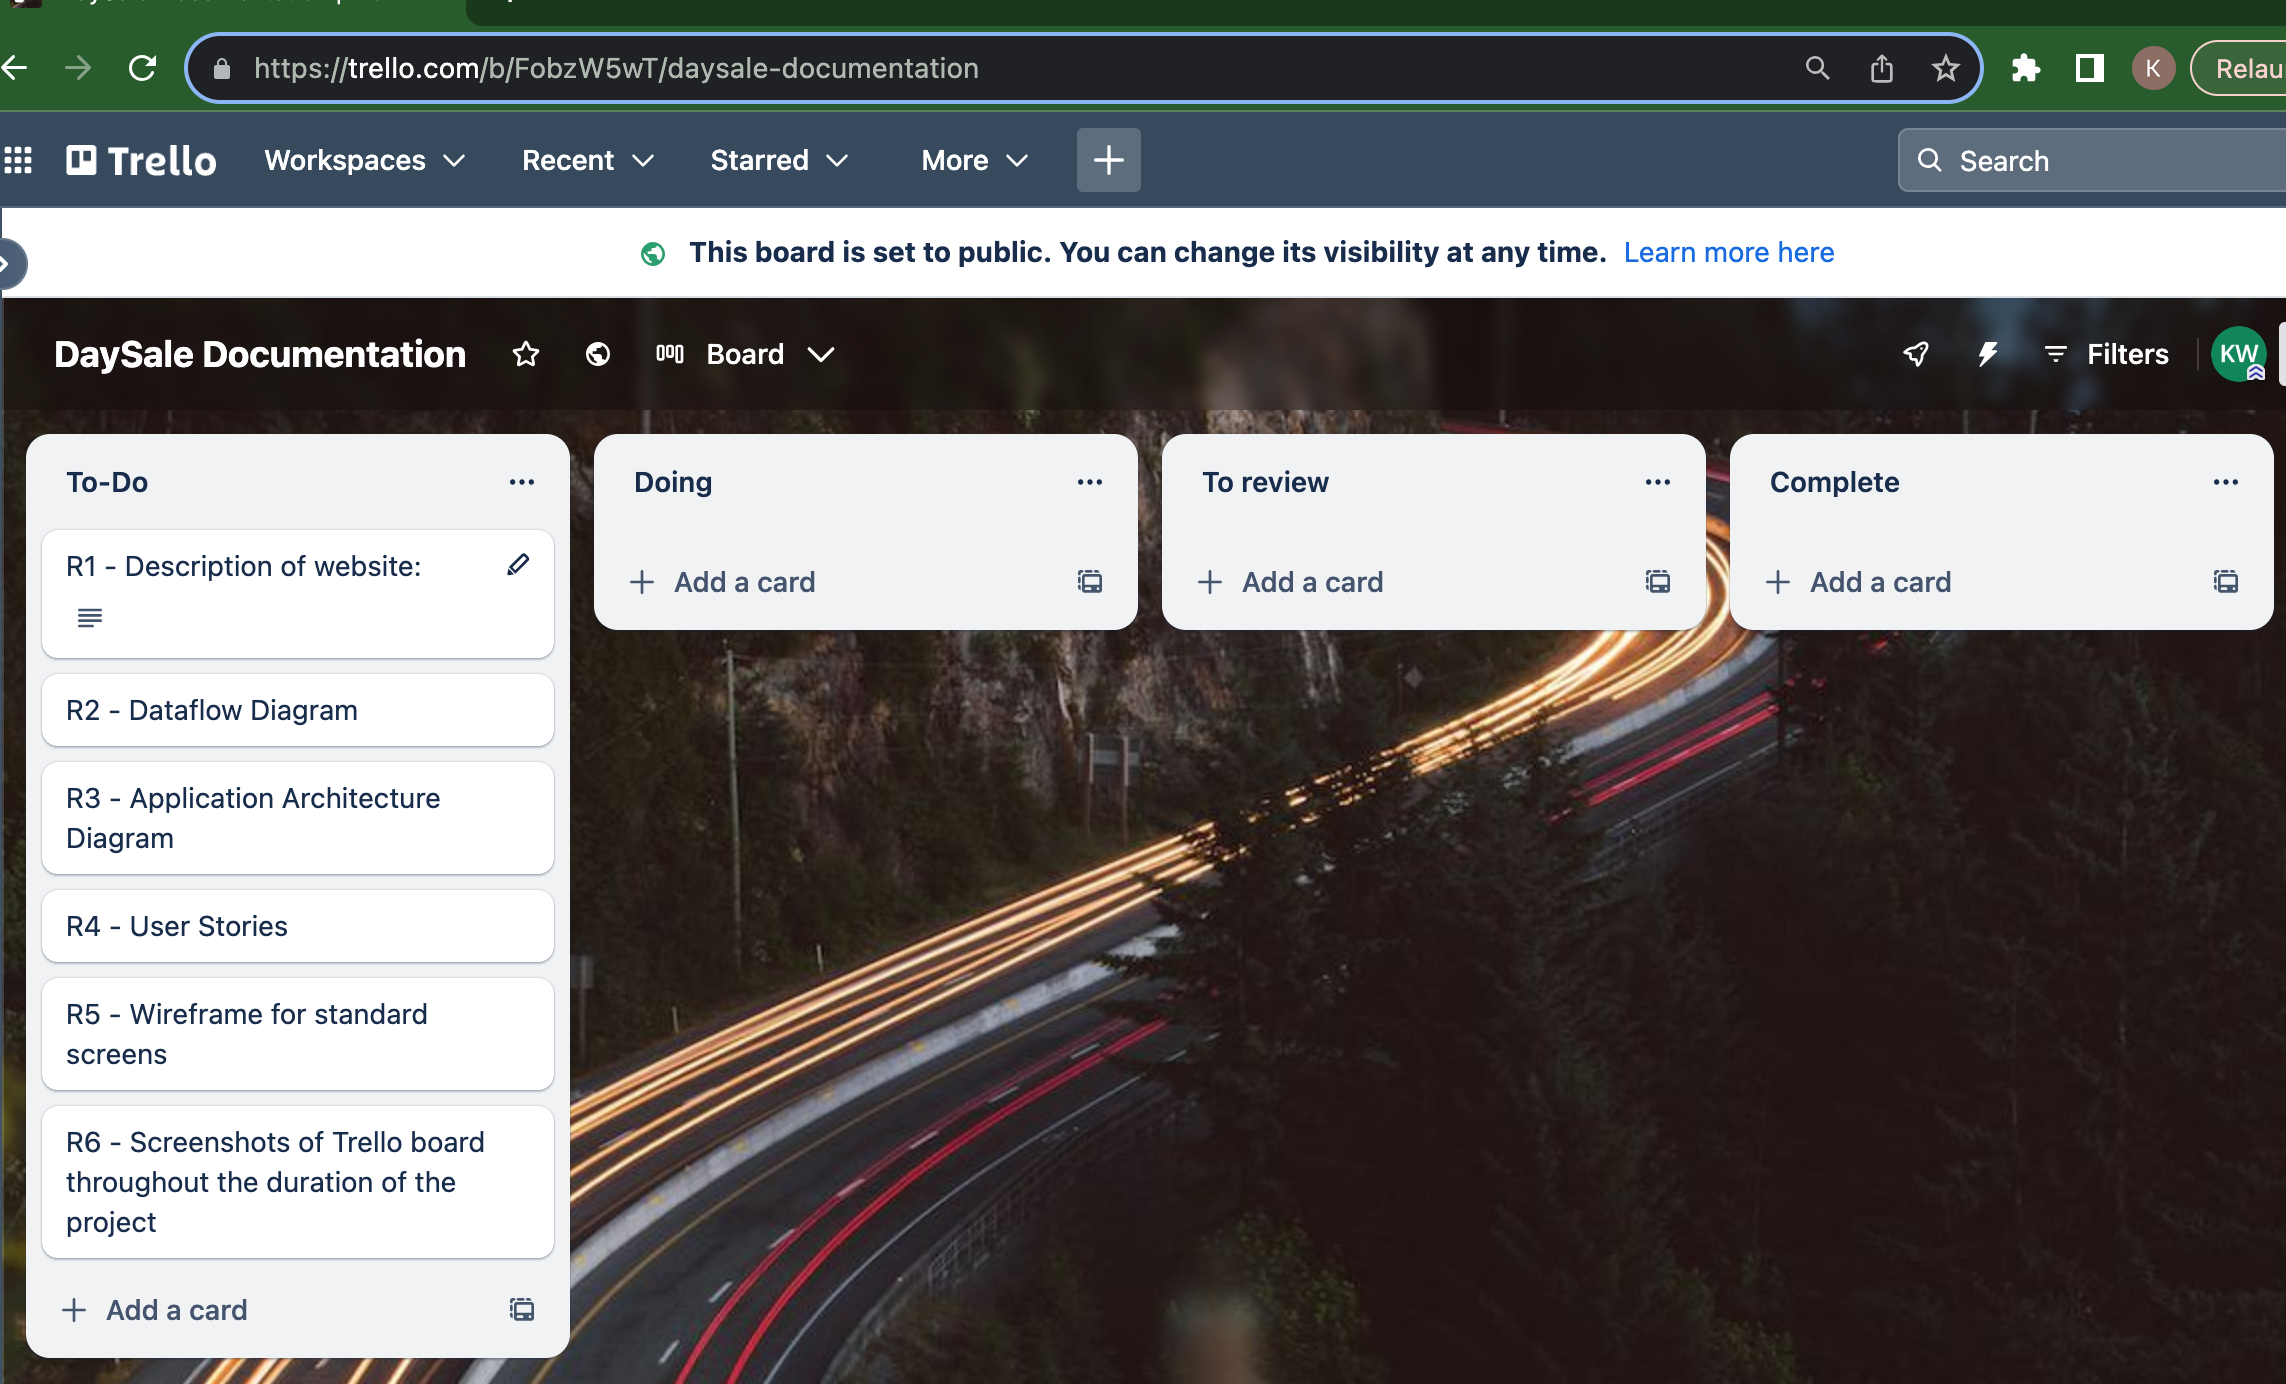 https://trello.com/b/FobzW5wT/daysale-documentation
K
Relau
Trello
Workspaces
Recent
Starred
More
Search
This board is set to public. You can change its visibility at any time. Learn more here
DaySale Documentation
Board
Filters
KW
To-Do
R1 - Description of website:
R2 - Dataflow Diagram
R3 - Application Architecture
Diagram
R4 - User Stories
R5 - Wireframe for standard
screens
R6 - Screenshots of Trello board
throughout the duration of the
project
Add a card
Doing
Add a card
To review
Add a card
Complete
Add a card